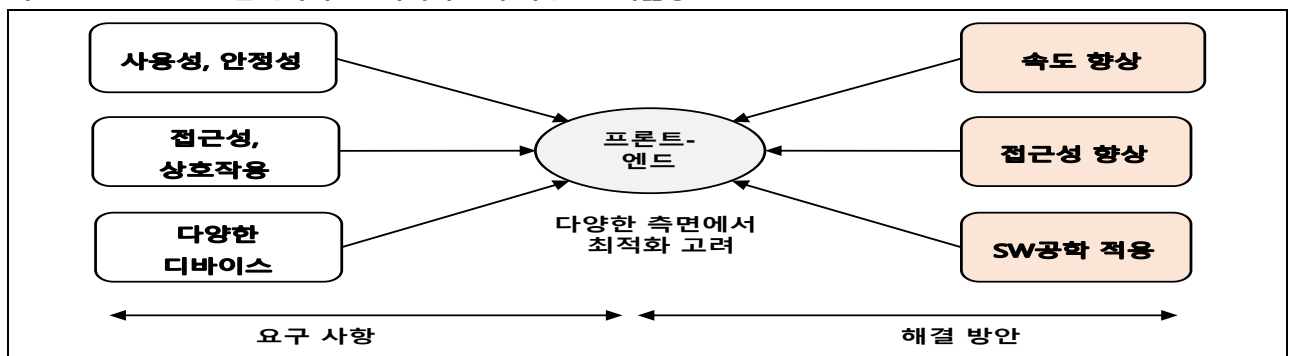 사용성, 안정성
접근성,
상호작용
다양한
디바이스
프론트-
엔드
다양한 측면에서
최적화 고려
속도 향상
접근성 향상
SW공학 적용
요구 사항
해결 방안